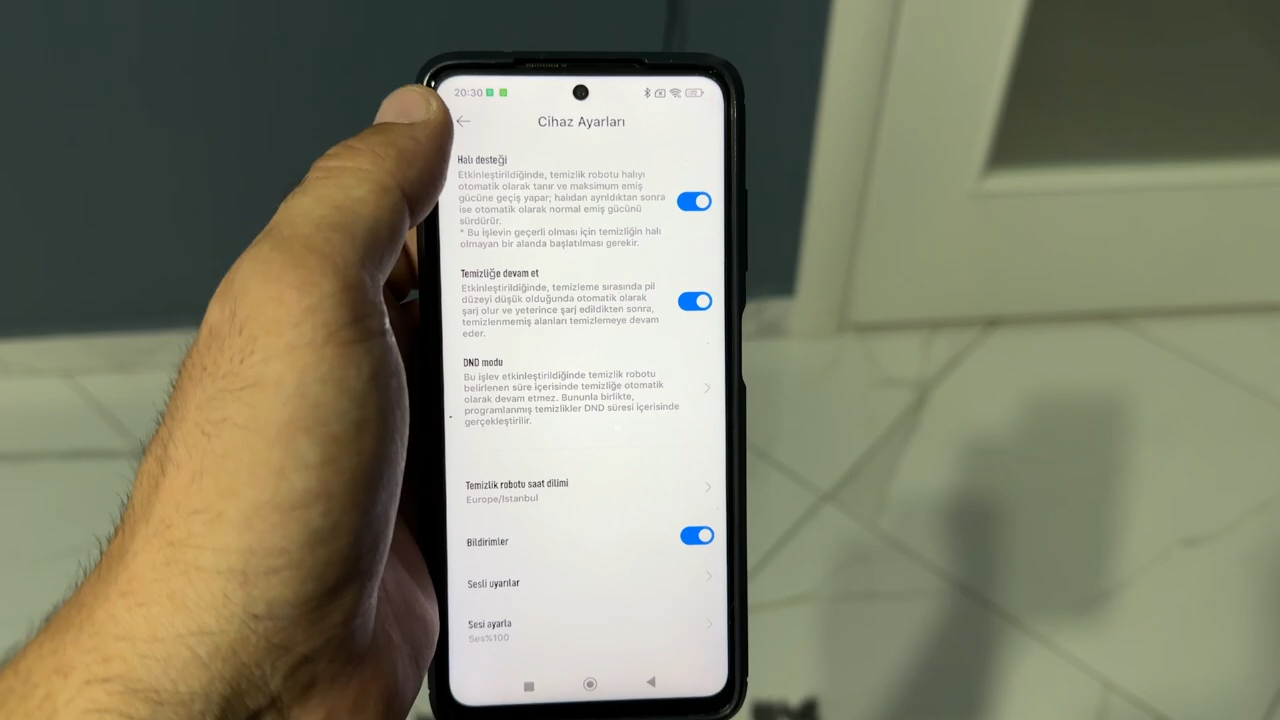 20:30
Cihaz Ayarları
Halı desteği
Etkinleştirildiğinde, temizlik robotu halıyı
otomatik olarak tanır ve maksimum emiş
gücüne geçiş yapar; halıdan ayrıldıktan sonra
ise otomatik olarak normal emiş gücünü
sürdürür.
* Bu işlevin geçerli olması için temizliğin halı
olmayan bir alanda başlatılması gerekir.
Temizliğe devam et
Etkinleştirildiğinde, temizleme sırasında pil
düzeyi düşük olduğunda otomatik olarak
şarj olur ve yeterince şarj edildikten sonra,
temizlenmemiş alanları temizlemeye devam
eder.
DND modu
Bu işlev etkinleştirildiğinde temizlik robotu
belirlenen süre içerisinde temizliğe otomatik
olarak devam etmez. Bununla birlikte,
programlanmış temizlikler DND süresi içerisinde
gerçekleştirilir.
Temizlik robotu saat dilimi
Europe/Istanbul
Bildirimler
Sesli uyarılar
Sesi ayarla
Ses%100